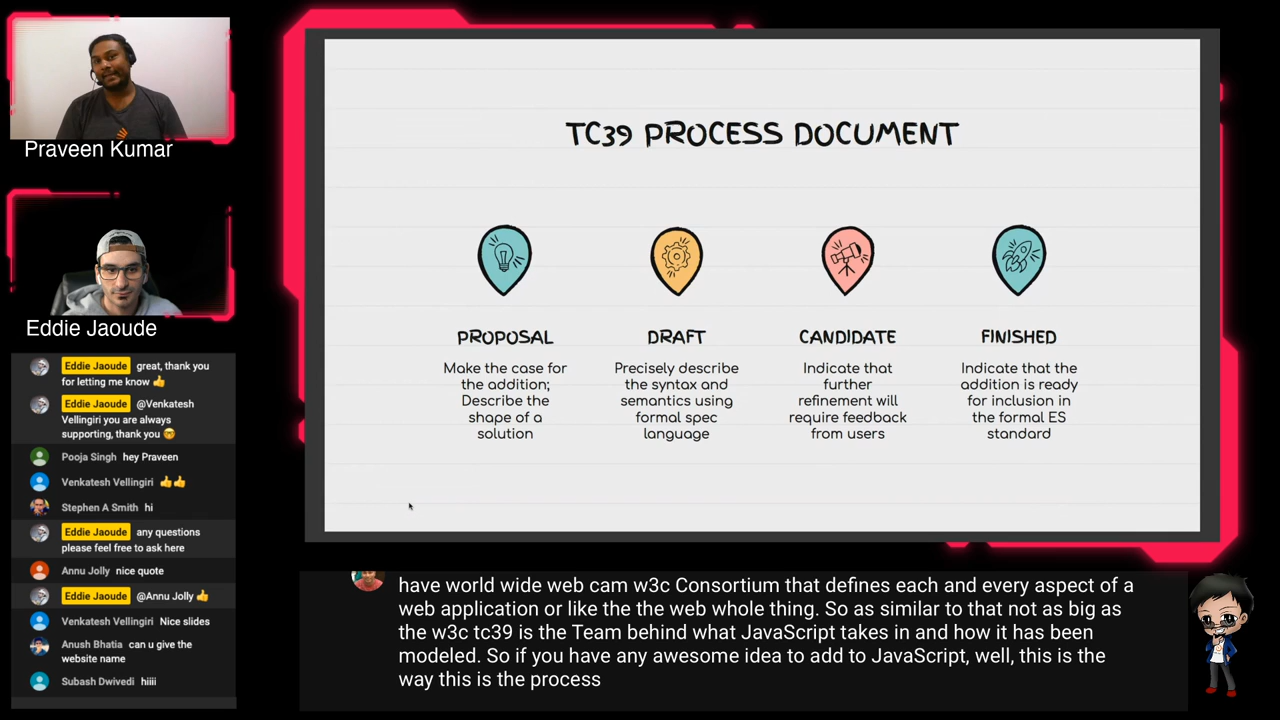 Praveen Kumar
Eddie Jaoude
Eddie Jaoude great, thank you
for letting me know 👍
Eddie Jaoude @Venkatesh
Vellingiri you are always
supporting, thank you 🤓
Pooja Singh hey Praveen
Venkatesh Vellingiri 👍👍
Stephen A Smith hi
Eddie Jaoude any questions
please feel free to ask here
Annu Jolly nice quote
Eddie Jaoude @Annu Jolly 👍
Venkatesh Vellingiri Nice slides
Anush Bhatia can u give the
website name
Subash Dwivedi hiiii
TC39 PROCESS DOCUMENT
PROPOSAL
Make the case for
the addition;
Describe the
shape of a
solution
DRAFT
Precisely describe
the syntax and
semantics using
formal spec
language
CANDIDATE
Indicate that
further
refinement will
require feedback
from users
FINISHED
Indicate that the
addition is ready
for inclusion in
the formal ES
standard
have world wide web cam w3c Consortium that defines each and every aspect of a
web application or like the the web whole thing. So as similar to that not as big as
the w3c tc39 is the Team behind what JavaScript takes in and how it has been
modeled. So if you have any awesome idea to add to JavaScript, well, this is the
way this is the process